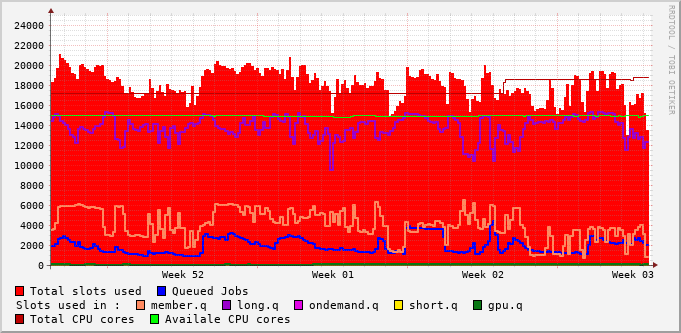 24000
22000
20000
18000
16000
14000
12000
10000
8000
6000
4000
2000
0
Week 52 Week 01 Week 02 Week 03
Total slots used Queued Jobs
Slots used in : member.q long.q ondemand.q short.q gpu.q
Total CPU cores Availale CPU cores
RRDTOOL / TOBI OETIKER